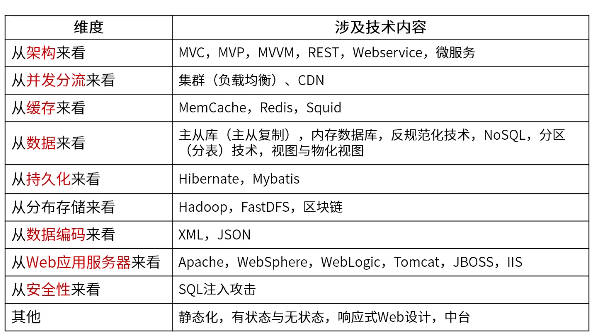 维度 涉及技术内容
从架构来看 MVC，MVP，MVVM，REST，Webservice，微服务
从并发分流来看 集群（负载均衡）、CDN
从缓存来看 MemCache，Redis，Squid
从数据来看 主从库（主从复制），内存数据库，反规范化技术，NoSQL，分区
（分表）技术，视图与物化视图
从持久化来看 Hibernate，Mybatis
从分布存储来看 Hadoop，FastDFS，区块链
从数据编码来看 XML，JSON
从Web应用服务器来看 Apache，WebSphere，WebLogic，Tomcat，JBOSS，IIS
从安全性来看 SQL注入攻击
其他 静态化，有状态与无状态，响应式Web设计，中台